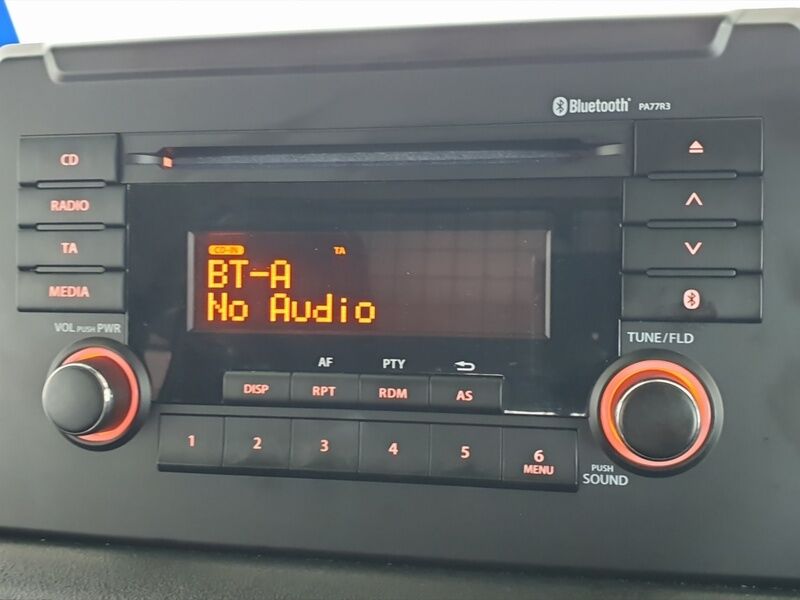 Bluetooth® PA77R3
CD
RADIO
TA
MEDIA
CD-IN TA
BT-A
No Audio
VOL PUSH PWR
TUNE/FLD
AF PTY
DISP RPT RDM AS
1 2 3 4 5 6
MENU
PUSH
SOUND